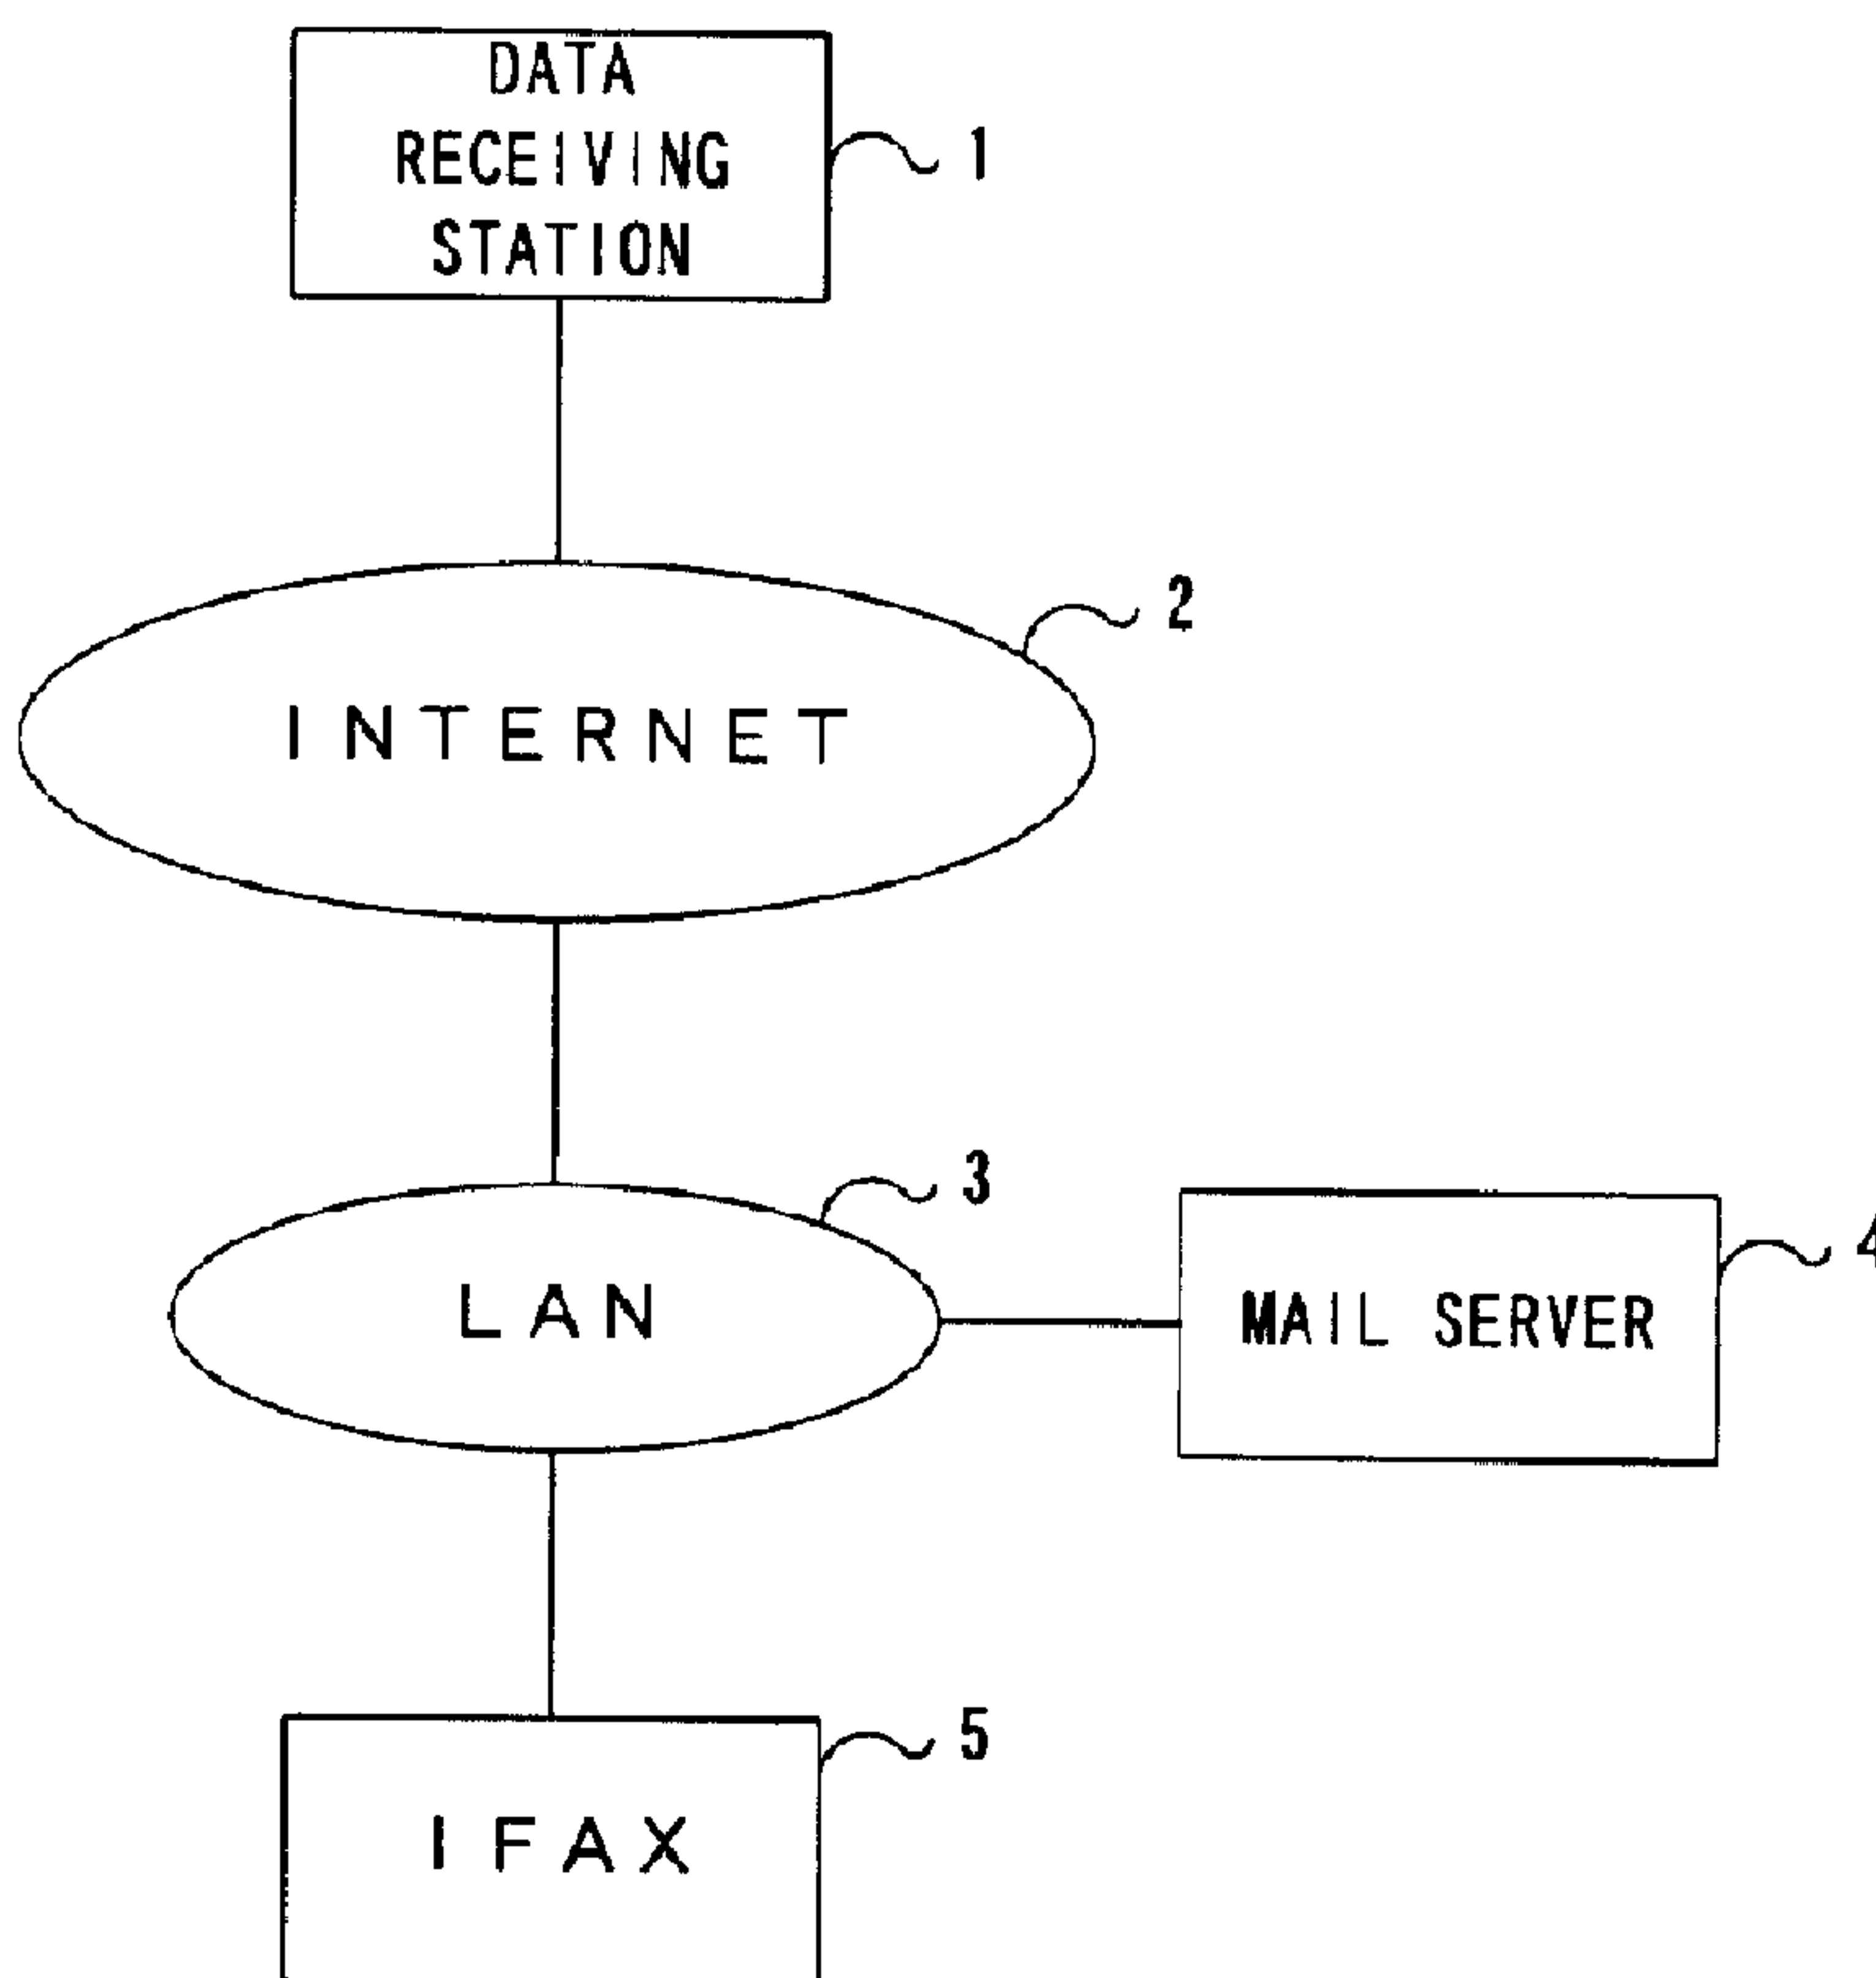 DATA
RECEIVING
STATION
1
2
INTERNET
3
4
LAN
MAIL SERVER
5
IFAX